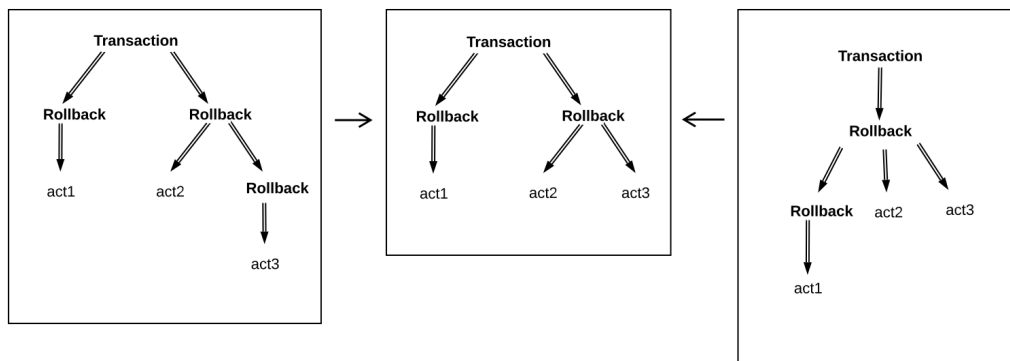 Transaction
Rollback Rollback
act1 act2 Rollback
act3
Transaction
Rollback Rollback
act1 act2 act3
Transaction
Rollback
Rollback act2 act3
act1